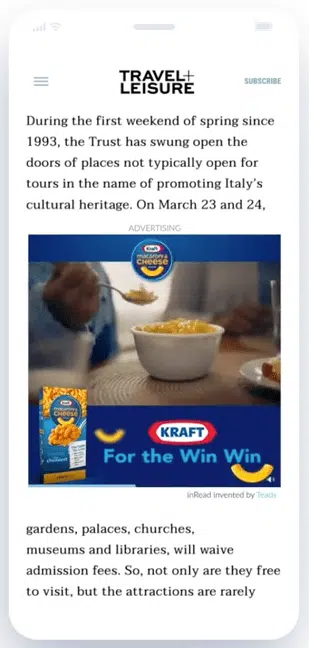 TRAVEL+
LEISURE
SUBSCRIBE
During the first weekend of spring since
1993, the Trust has swung open the
doors of places not typically open for
tours in the name of promoting Italy's
cultural heritage. On March 23 and 24,
ADVERTISING
Kraft
macaroni &
CHEESE
Kraft
CHEESE
KRAFT
For the Win Win
inRead invented by Teads
gardens, palaces, churches,
museums and libraries, will waive
admission fees. So, not only are they free
to visit, but the attractions are rarely